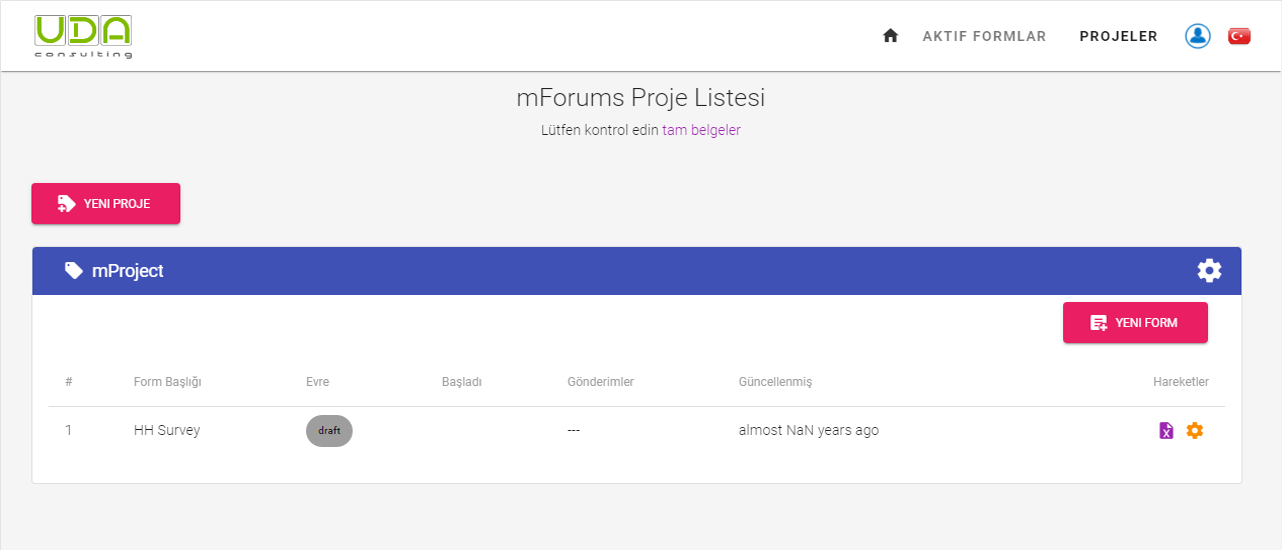 UDA
consulting
AKTIF FORMLAR
PROJELER
mForums Proje Listesi
Lütfen kontrol edin tam belgeler
YENI PROJE
mProject
YENI FORM
# Form Başlığı Evre Başladı Gönderimler Güncellenmiş Hareketler
1 HH Survey draft --- almost NaN years ago